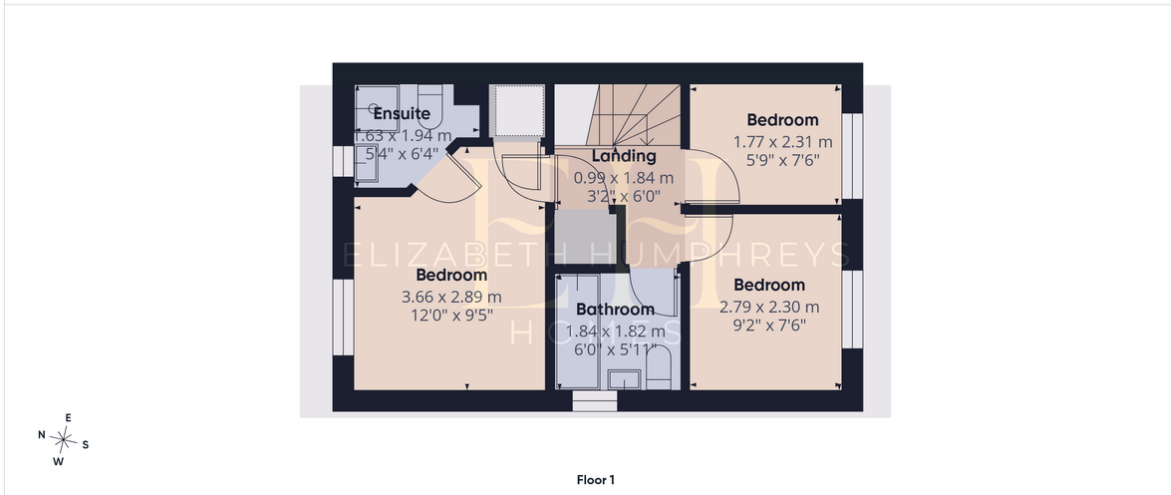 Ensuite
1.63 x 1.94 m
5'4" x 6'4"
Landing
0.99 x 1.84 m
3'2" x 6'0"
Bedroom
1.77 x 2.31 m
5'9" x 7'6"
EH
ELIZABETH HUMPHREYS
HOMES
Bedroom
3.66 x 2.89 m
12'0" x 9'5"
Bathroom
1.84 x 1.82 m
6'0" x 5'11"
Bedroom
2.79 x 2.30 m
9'2" x 7'6"
E
N
S
W
Floor 1